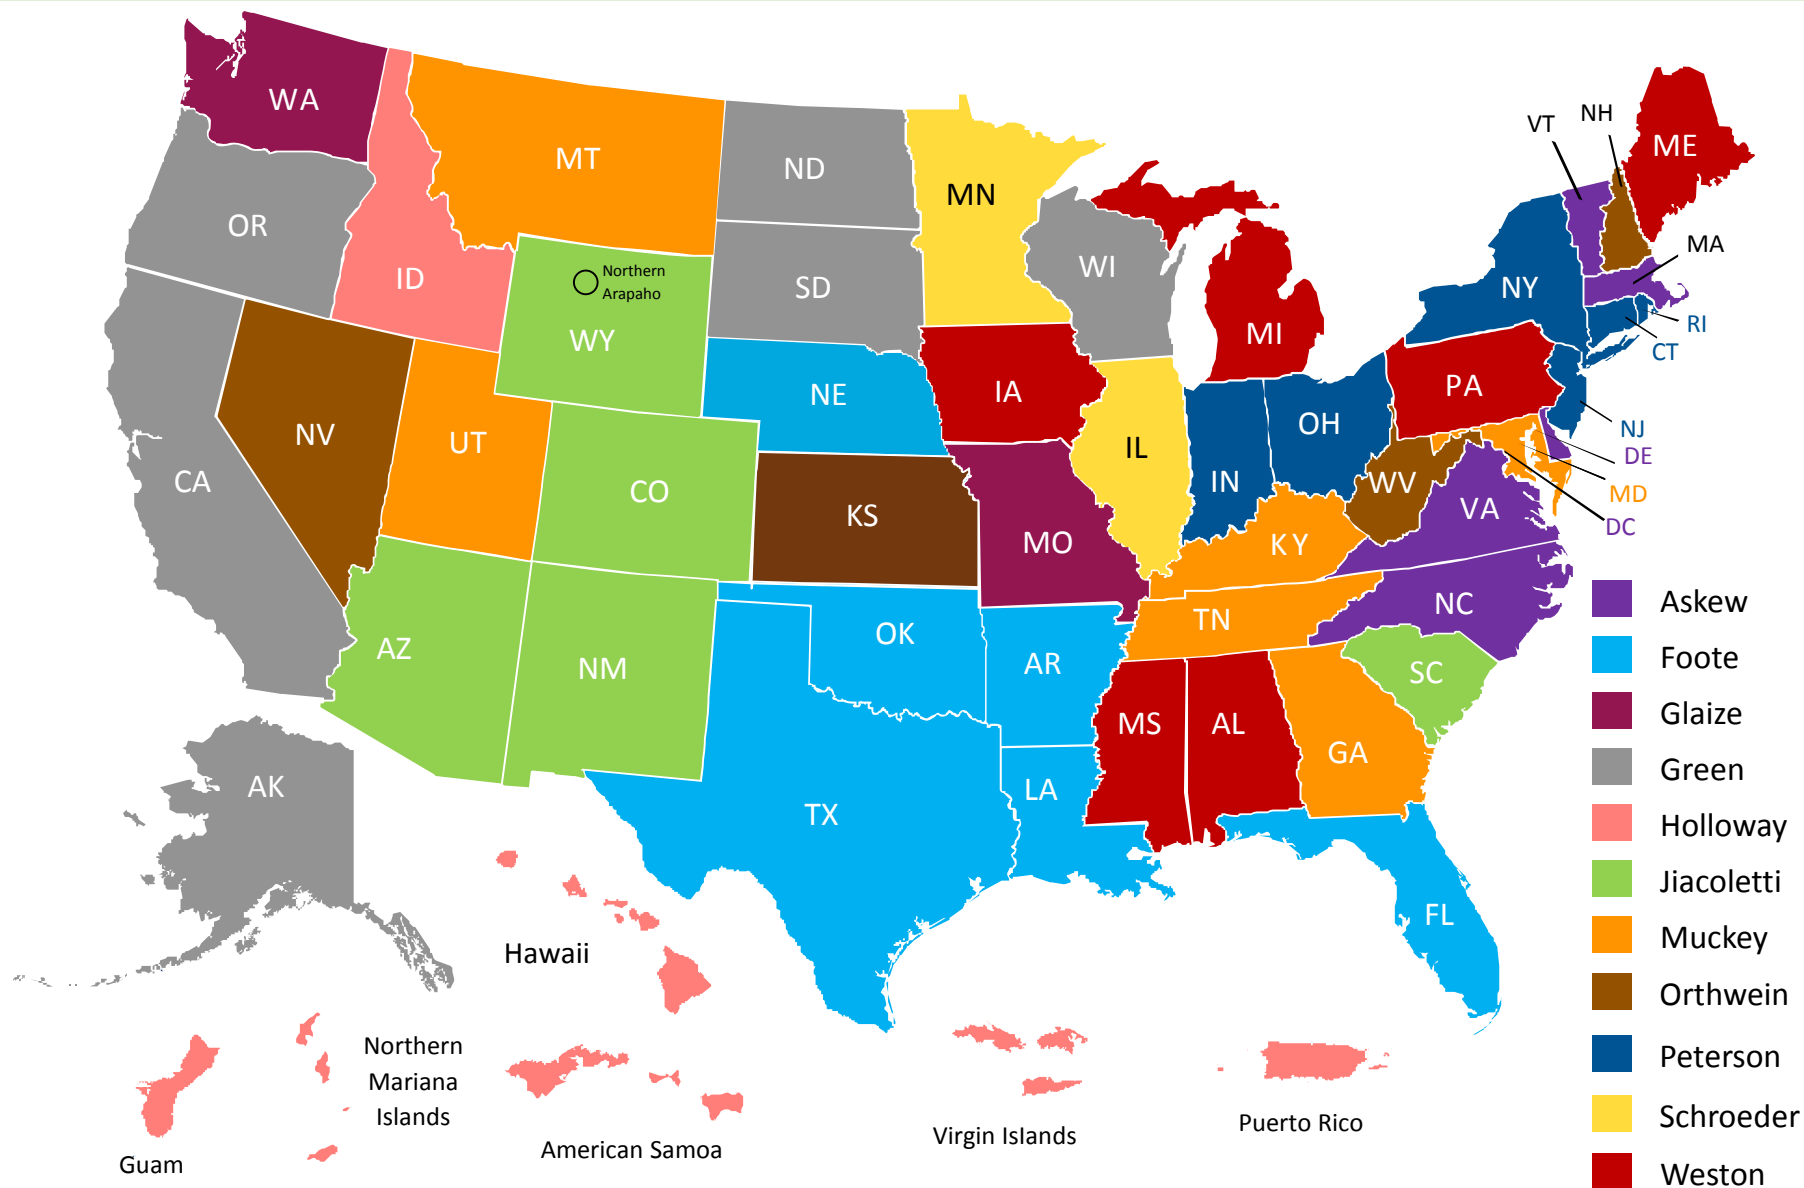 WA
MT
ND
MN
VT
NH
ME
OR
ID
Northern
Arapaho
SD
WI
MA
WY
NY
MI
RI
CT
NE
IA
PA
NV
UT
OH
NJ
IL
DE
CA
CO
IN
WV
MD
KS
VA
DC
MO
KY
NC
AZ
NM
OK
AR
TN
SC
MS
AL
GA
AK
TX
LA
FL
Askew
Foote
Glaize
Green
Holloway
Jiacoletti
Muckey
Orthwein
Peterson
Schroeder
Weston
Hawaii
Northern
Mariana
Islands
Guam
American Samoa
Virgin Islands
Puerto Rico